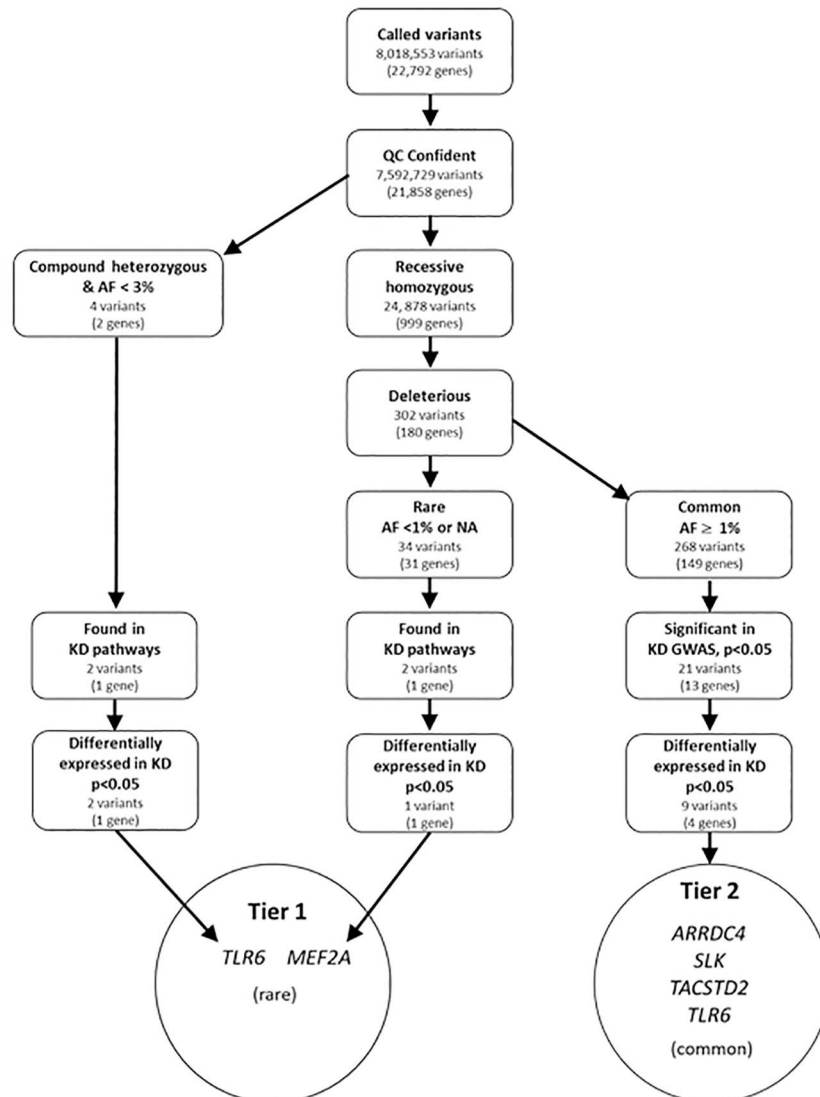 Called variants
8,018,553 variants
(22,792 genes)
QC Confident
7,592,729 variants
(21,858 genes)
Compound heterozygous
& AF < 3%
4 variants
(2 genes)
Recessive
homozygous
24, 878 variants
(999 genes)
Deleterious
302 variants
(180 genes)
Rare
AF <1% or NA
34 variants
(31 genes)
Common
AF ≥ 1%
268 variants
(149 genes)
Found in
KD pathways
2 variants
(1 gene)
Found in
KD pathways
2 variants
(1 gene)
Significant in
KD GWAS, p<0.05
21 variants
(13 genes)
Differentially
expressed in KD
p<0.05
2 variants
(1 gene)
Differentially
expressed in KD
p<0.05
1 variant
(1 gene)
Differentially
expressed in KD
p<0.05
9 variants
(4 genes)
Tier 1
TLR6 MEF2A
(rare)
Tier 2
ARRDC4
SLK
TACSTD2
TLR6
(common)